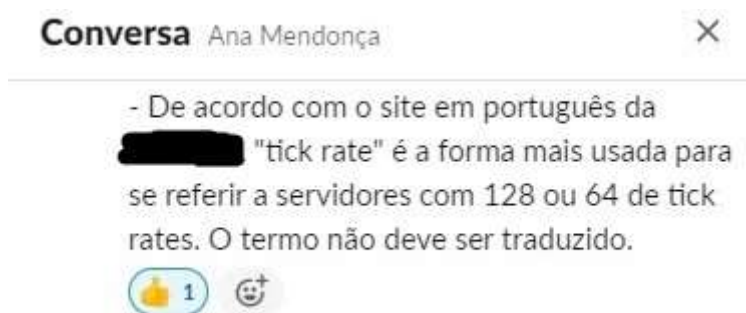 Conversa Ana Mendonça
- De acordo com o site em português da
"tick rate" é a forma mais usada para
se referir a servidores com 128 ou 64 de tick
rates. O termo não deve ser traduzido.
1